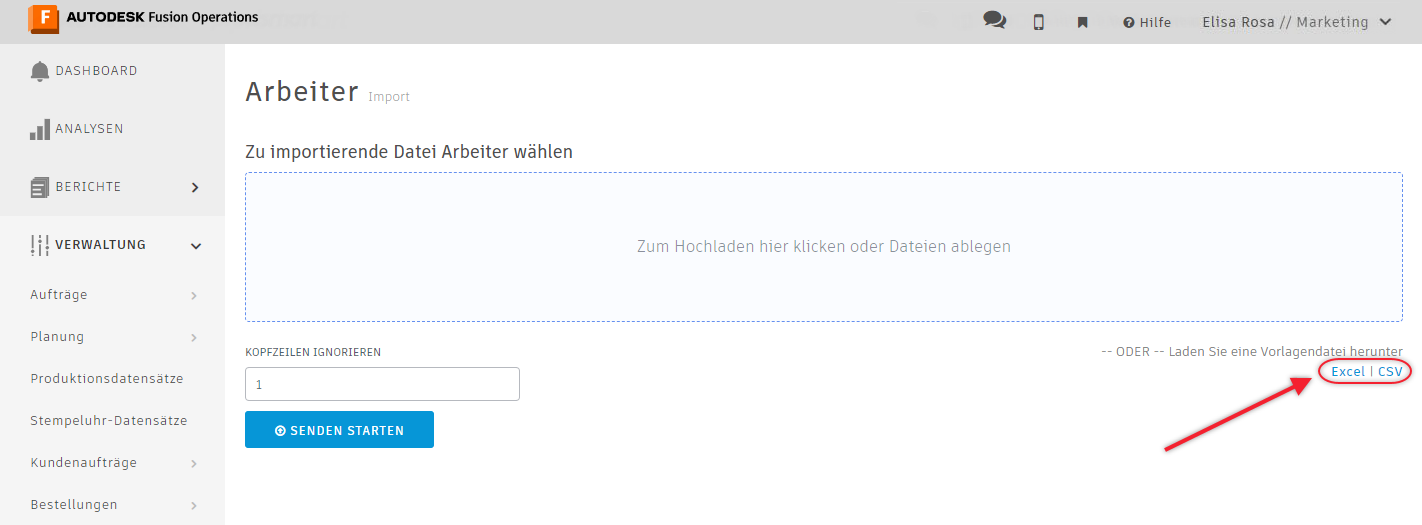 F AUTODESK Fusion Operations
Hilfe
Elisa Rosa // Marketing
DASHBOARD
ANALYSEN
BERICHTE
VERWALTUNG
Aufträge
Planung
Produktionsdatensätze
Stempeluhr-Datensätze
Kundenaufträge
Bestellungen
Arbeiter Import
Zu importierende Datei Arbeiter wählen
Zum Hochladen hier klicken oder Dateien ablegen
KOPFZEILEN IGNORIEREN
1
SENDEN STARTEN
-- ODER -- Laden Sie eine Vorlagendatei herunter
Excel | CSV